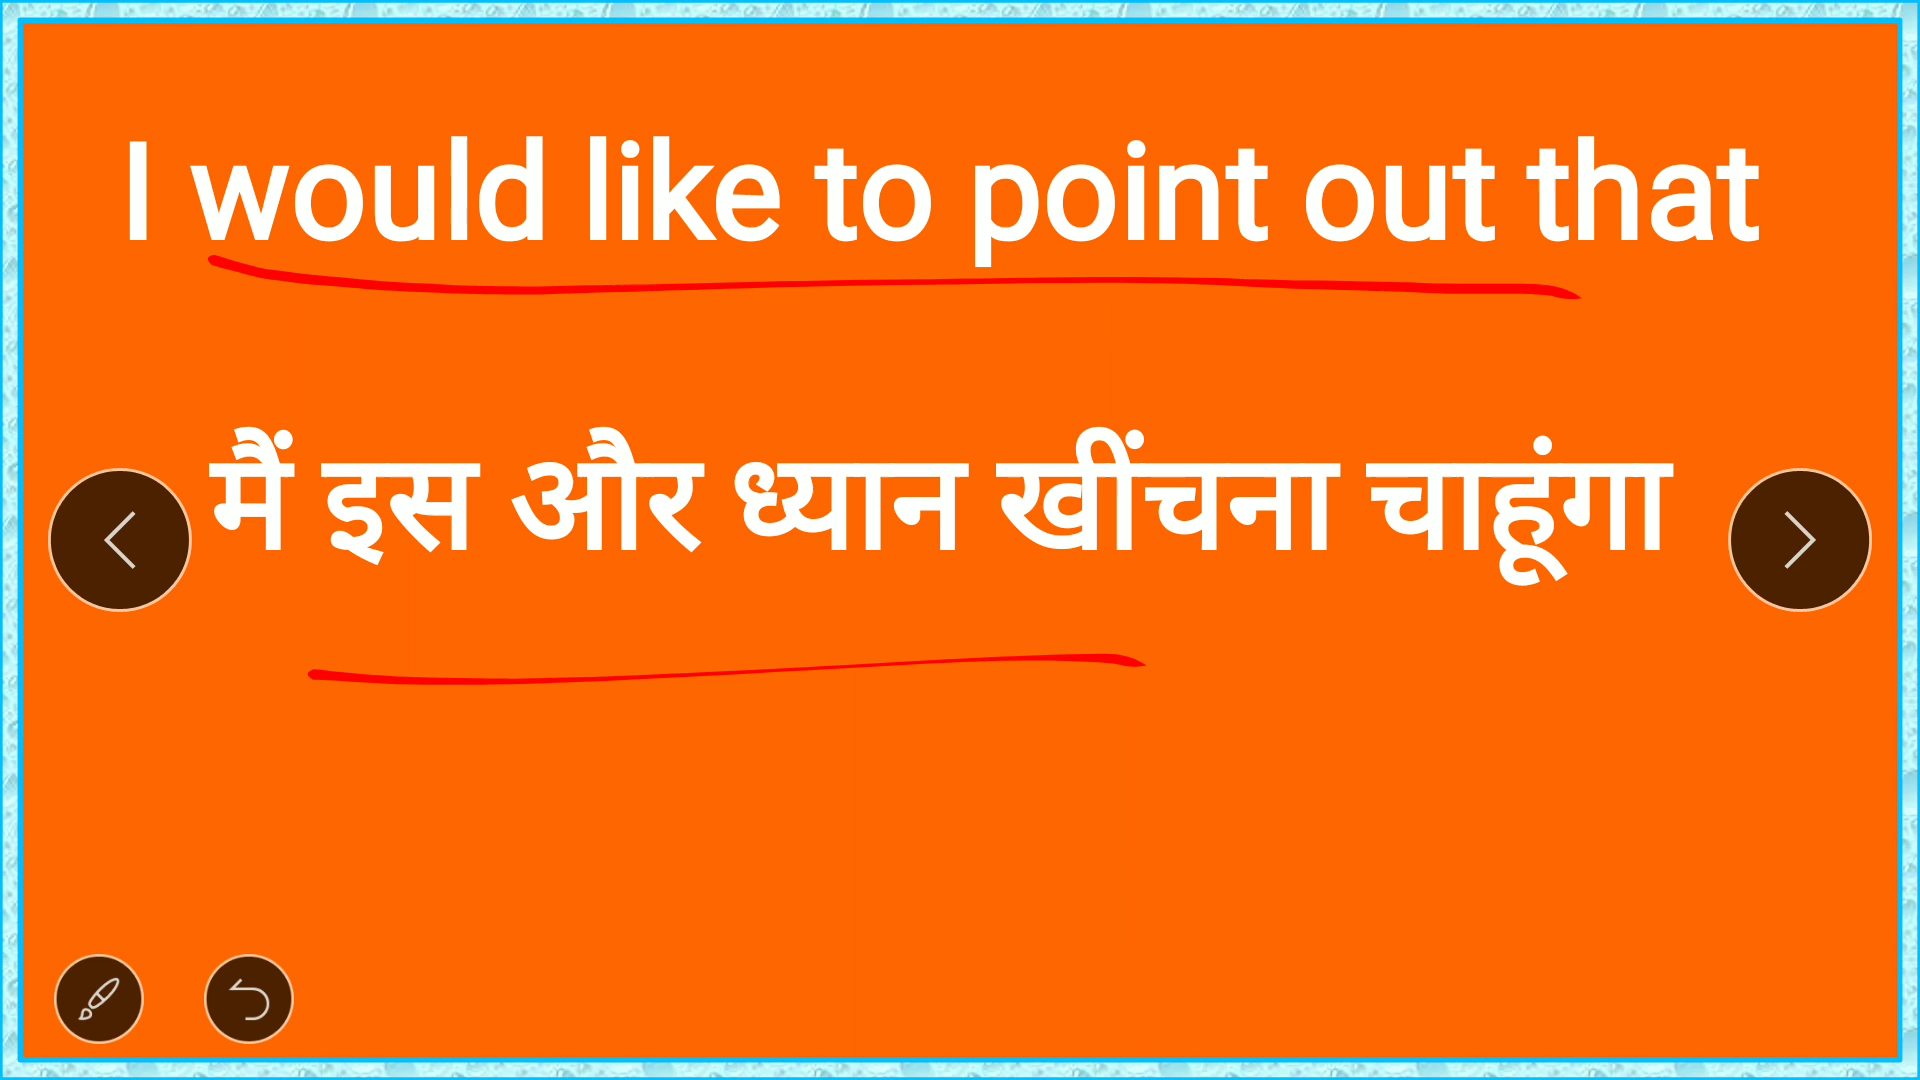 I would like to point out that
मैं इस और ध्यान खींचना चाहूंगा